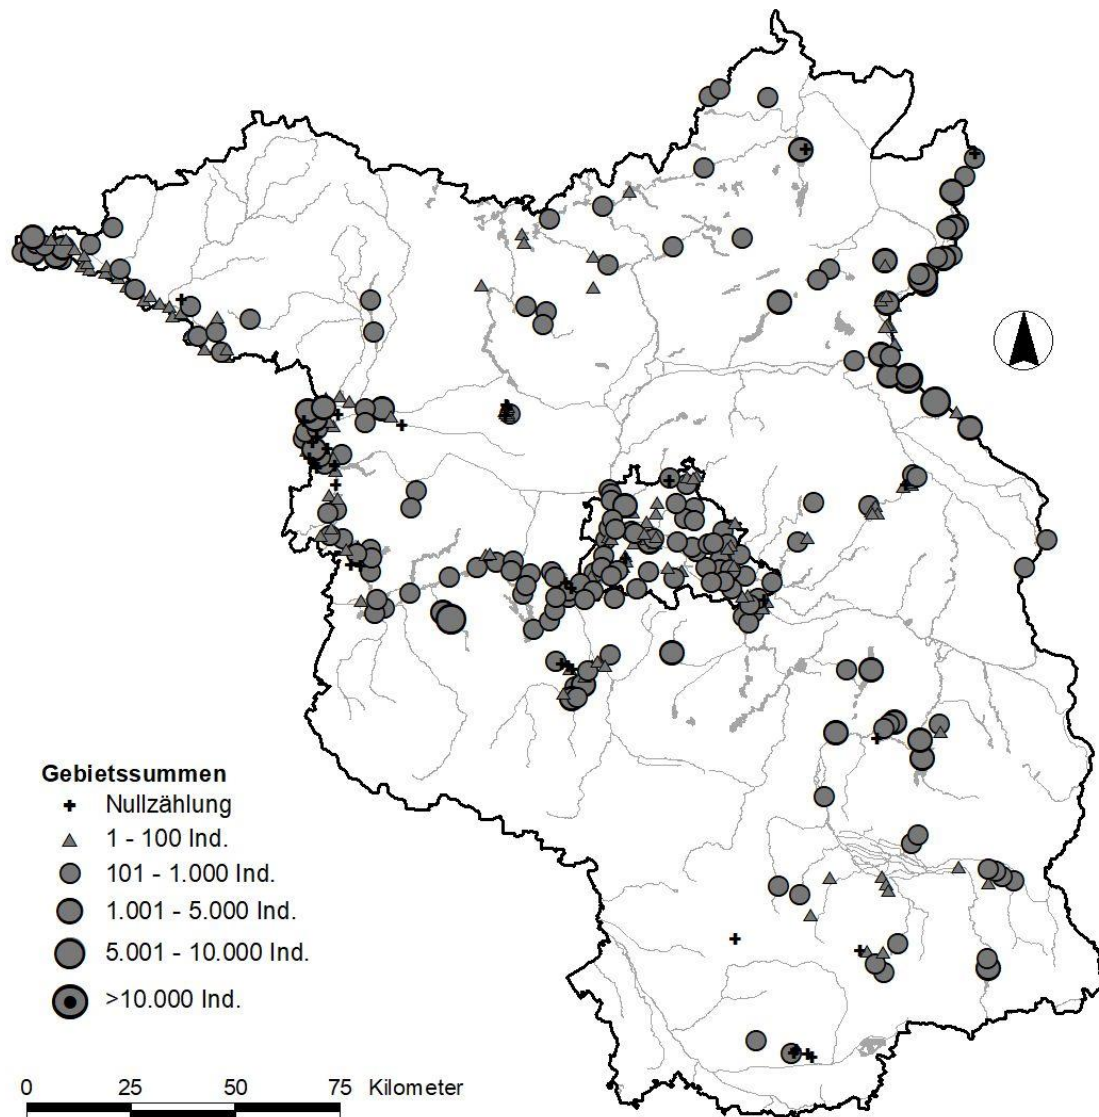 Gebietssummen
Nullzählung
1 - 100 Ind.
101 - 1.000 Ind.
1.001 - 5.000 Ind.
5.001 - 10.000 Ind.
>10.000 Ind.
0 25 50 75 Kilometer